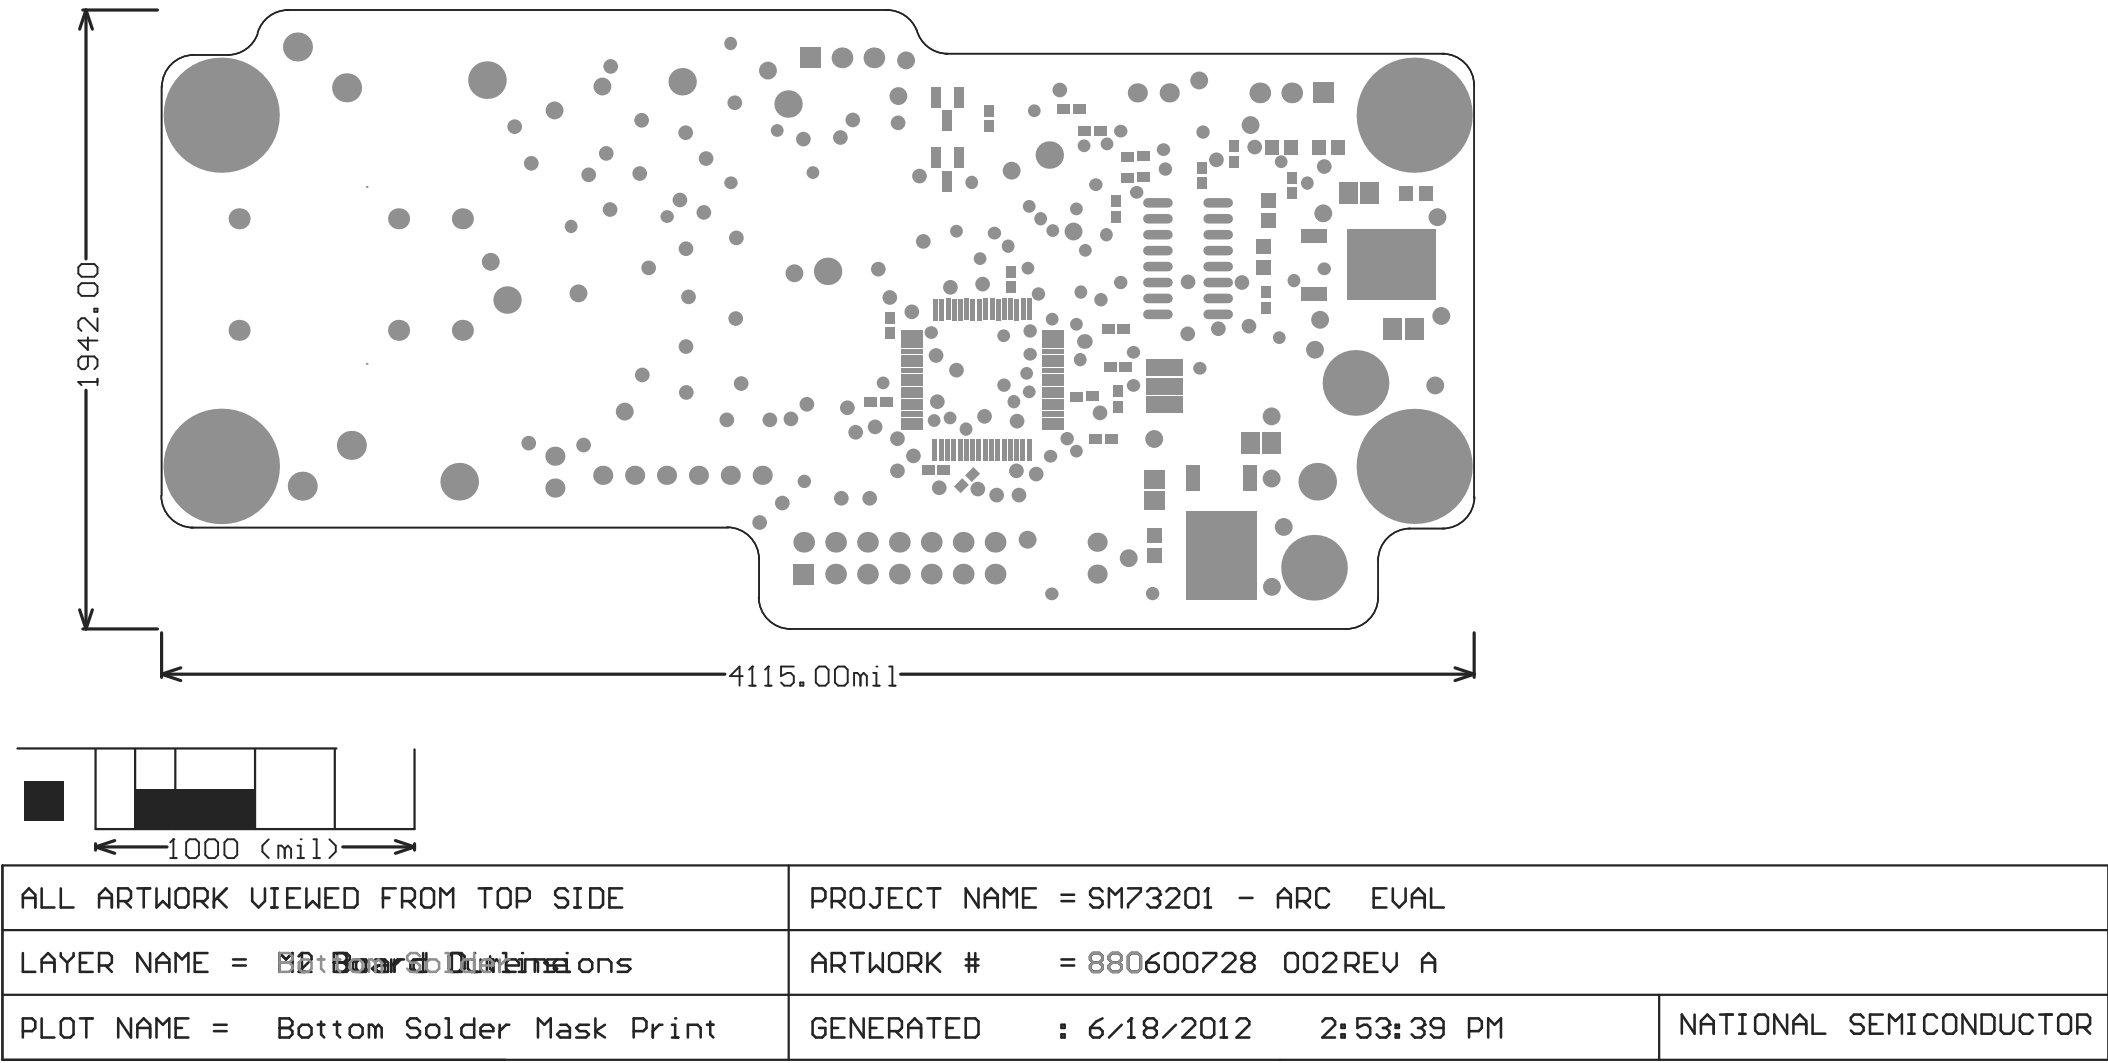 1942.00
4115.00mil
1000 (mil)
ALL ARTWORK VIEWED FROM TOP SIDE
PROJECT NAME = SM73201 - ARC EVAL
LAYER NAME =
ARTWORK # = 880600728 002REV A
PLOT NAME = Bottom Solder Mask Print
GENERATED : 6/18/2012 2:53:39 PM
NATIONAL SEMICONDUCTOR